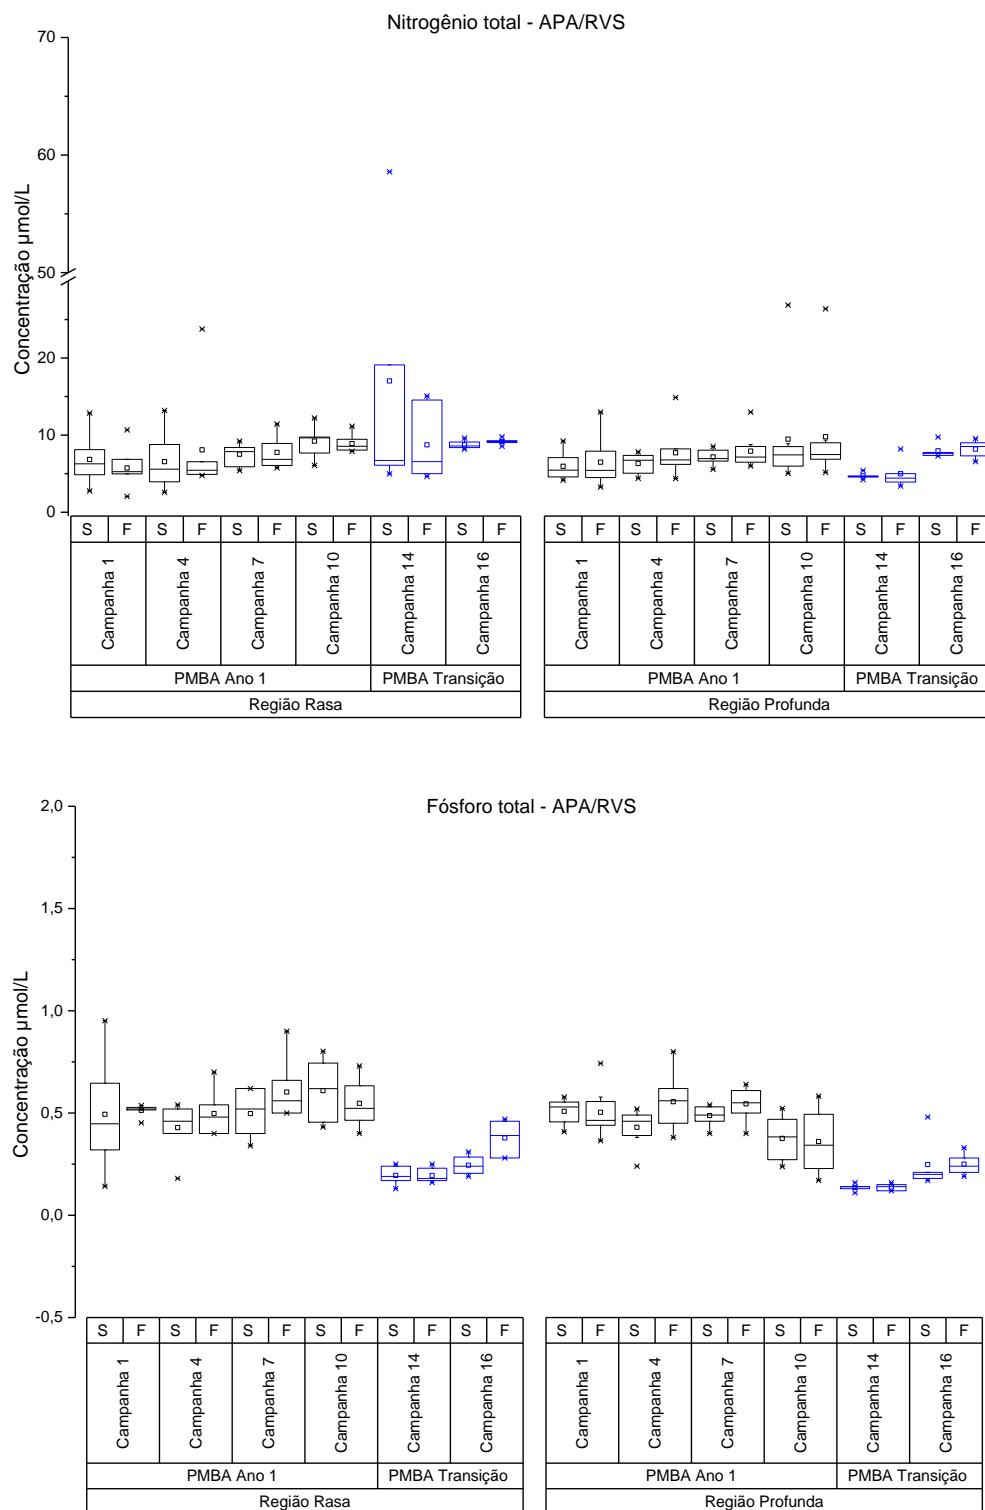 Nitrogênio total - APA/RVS
70
60
50
20
10
0
Concentração µmol/L
S F S F S F S F S F S F S F S F S F S F S F S F
Campanha 1 Campanha 4 Campanha 7 Campanha 10 Campanha 14 Campanha 16 Campanha 1 Campanha 4 Campanha 7 Campanha 10 Campanha 14 Campanha 16
PMBA Ano 1 PMBA Transição PMBA Ano 1 PMBA Transição
Região Rasa Região Profunda
Fósforo total - APA/RVS
2,0
1,5
1,0
0,5
0,0
-0,5
Concentração µmol/L
S F S F S F S F S F S F S F S F S F S F S F S F
Campanha 1 Campanha 4 Campanha 7 Campanha 10 Campanha 14 Campanha 16 Campanha 1 Campanha 4 Campanha 7 Campanha 10 Campanha 14 Campanha 16
PMBA Ano 1 PMBA Transição PMBA Ano 1 PMBA Transição
Região Rasa Região Profunda